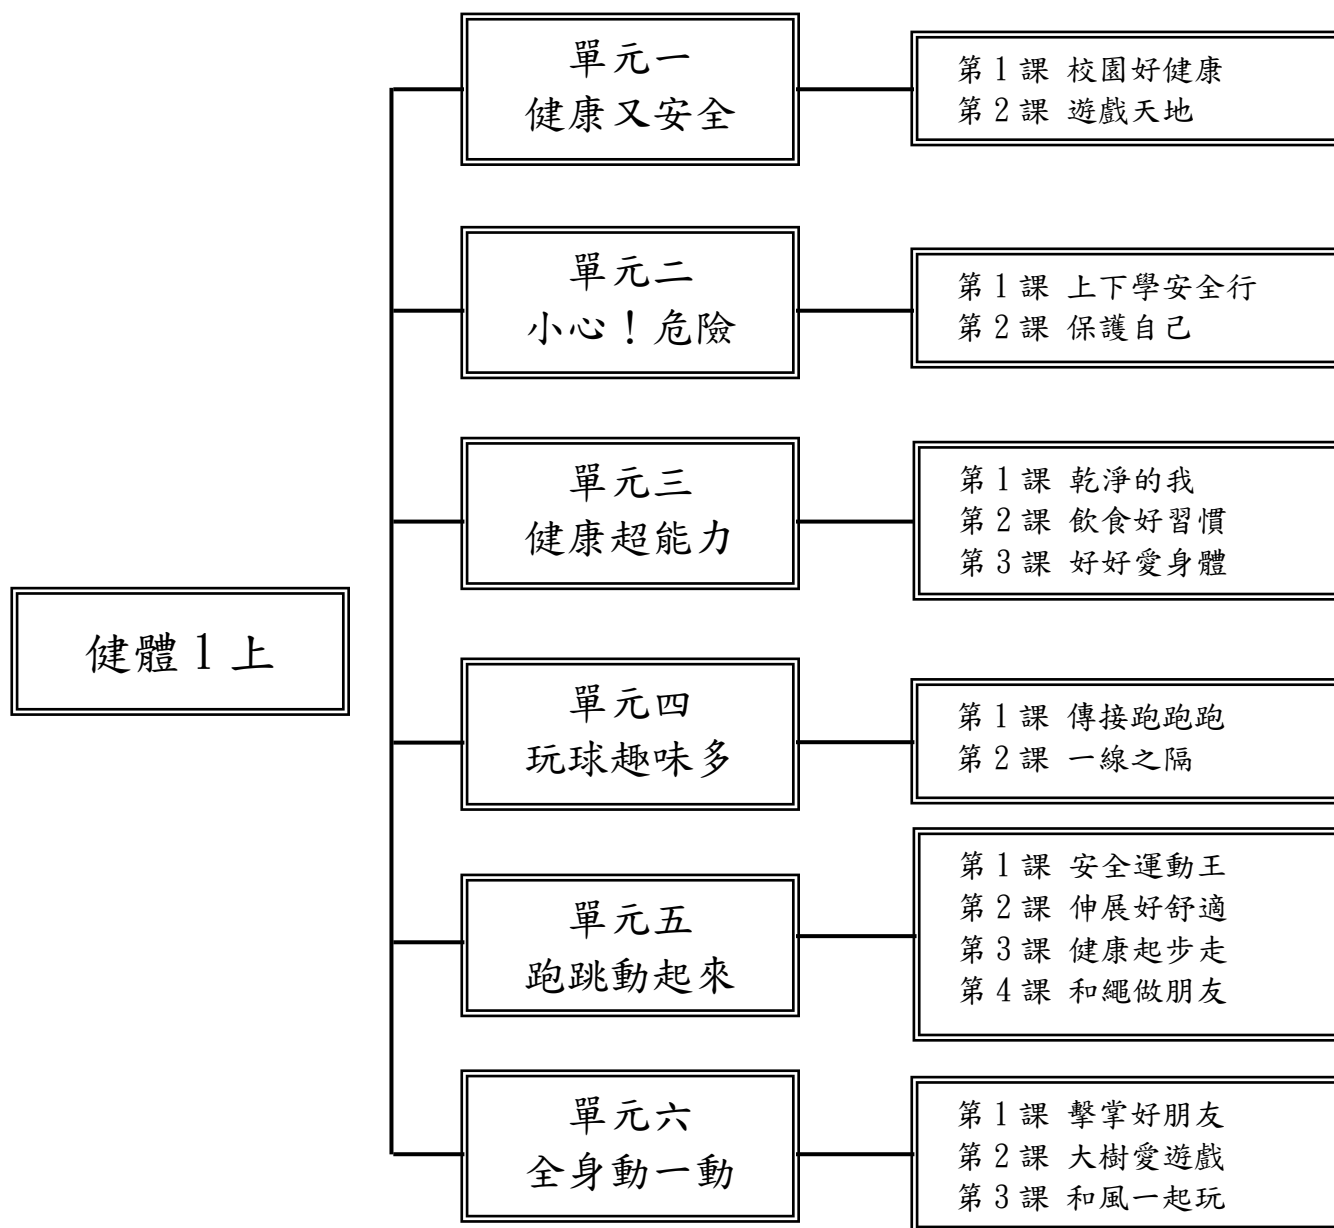 健體1上
單元一
健康又安全
第1課 校園好健康
第2課 遊戲天地
單元二
小心！危險
第1課 上下學安全行
第2課 保護自己
單元三
健康超能力
第1課 乾淨的我
第2課 飲食好習慣
第3課 好好愛身體
單元四
玩球趣味多
第1課 傳接跑跑跑
第2課 一線之隔
單元五
跑跳動起來
第1課 安全運動王
第2課 伸展好舒適
第3課 健康起步走
第4課 和繩做朋友
單元六
全身動一動
第1課 擊掌好朋友
第2課 大樹愛遊戲
第3課 和風一起玩